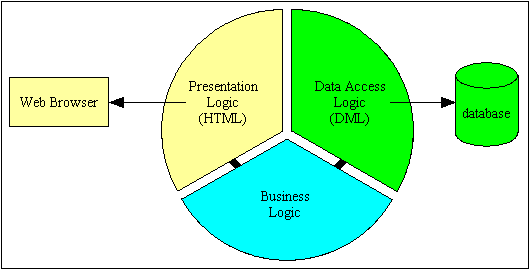 Web Browser
Presentation
Logic
(HTML)
Data Access
Logic
(DML)
database
Business
Logic